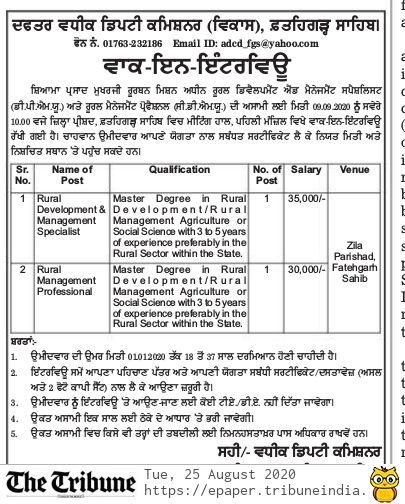 ਦਫਤਰ ਵਧੀਕ ਡਿਪਟੀ ਕਮਿਸ਼ਨਰ (ਵਿਕਾਸ), ਫ਼ਤਹਿਗੜ੍ਹ ਸਾਹਿਬ।
ਫੋਨ ਨੰ. 01763-232186 Email ID: adcd_fgs@yahoo.com
ਵਾਕ-ਇਨ-ਇੰਟਰਵਿਊ
ਸ਼ਿਆਮਾ ਪ੍ਰਸਾਦ ਮੁਖਰਜੀ ਰੂਰਬਨ ਮਿਸ਼ਨ ਅਧੀਨ ਰੂਰਲ ਡਿਵੈਲਪਮੈਂਟ ਐਂਡ ਮੈਨੇਜਮੈਂਟ ਸਪੈਸ਼ਲਿਸਟ
(ਡੀ.ਪੀ.ਐਮ.ਯੂ.) ਅਤੇ ਰੂਰਲ ਮੈਨੇਜਮੈਂਟ ਪ੍ਰੋਫੈਸ਼ਨਲ (ਸੀ.ਡੀ.ਐਮ.ਯੂ.) ਦੀ ਅਸਾਮੀ ਲਈ ਮਿਤੀ 09.09.2020 ਨੂੰ ਸਵੇਰੇ
10.00 ਵਜੇ ਜ਼ਿਲ੍ਹਾ ਪ੍ਰੀਸ਼ਦ, ਫ਼ਤਹਿਗੜ੍ਹ ਸਾਹਿਬ ਵਿਚ ਮੀਟਿੰਗ ਹਾਲ, ਪਹਿਲੀ ਮੰਜ਼ਿਲ ਵਿਖੇ ਵਾਕ-ਇਨ-ਇੰਟਰਵਿਊ
ਰੱਖੀ ਗਈ ਹੈ। ਚਾਹਵਾਨ ਉਮੀਦਵਾਰ ਆਪਣੇ ਯੋਗਤਾ ਨਾਲ ਸਬੰਧਤ ਸਰਟੀਫਿਕੇਟ ਲੈ ਕੇ ਨਿਯਤ ਮਿਤੀ ਅਤੇ
ਨਿਸ਼ਚਿਤ ਸਥਾਨ 'ਤੇ ਪਹੁੰਚ ਸਕਦੇ ਹਨ।
Sr. No. Name of Post Qualification No. of Post Salary Venue
1 Rural Development & Management Specialist Master Degree in Rural Development/Rural Management Agriculture or Social Science with 3 to 5 years of experience preferably in the Rural Sector within the State. 1 35,000/- Zila Parishad, Fatehgarh Sahib
2 Rural Management Professional Master Degree in Rural Development/Rural Management Agriculture or Social Science with 3 to 5 years of experience preferably in the Rural Sector within the State. 1 30,000/-
ਸ਼ਰਤਾਂ:-
1. ਉਮੀਦਵਾਰ ਦੀ ਉਮਰ ਮਿਤੀ 01.01.2020 ਤੱਕ 18 ਤੋਂ 37 ਸਾਲ ਦਰਮਿਆਨ ਹੋਣੀ ਚਾਹੀਦੀ ਹੈ।
2. ਇੰਟਰਵਿਊ ਸਮੇਂ ਆਪਣਾ ਪਹਿਚਾਣ ਪੱਤਰ ਅਤੇ ਆਪਣੀ ਯੋਗਤਾ ਸਬੰਧੀ ਸਰਟੀਫਿਕੇਟ/ਦਸਤਾਵੇਜ਼ (ਅਸਲ
ਅਤੇ 2 ਫੋਟੋ ਕਾਪੀ ਸੈੱਟ) ਨਾਲ ਲੈ ਕੇ ਆਉਣਾ ਜ਼ਰੂਰੀ ਹੈ।
3. ਉਮੀਦਵਾਰ ਨੂੰ ਇੰਟਰਵਿਊ 'ਤੇ ਆਉਣ-ਜਾਣ ਲਈ ਕੋਈ ਟੀਏ./ਡੀਏ. ਨਹੀਂ ਦਿੱਤਾ ਜਾਵੇਗਾ।
4. ਉਕਤ ਅਸਾਮੀ ਇਕ ਸਾਲ ਲਈ ਠੇਕੇ ਦੇ ਆਧਾਰ 'ਤੇ ਭਰੀ ਜਾਵੇਗੀ।
5. ਉਕਤ ਅਸਾਮੀ ਵਿਚ ਕਿਸੇ ਵੀ ਤਰ੍ਹਾਂ ਦੀ ਤਬਦੀਲੀ ਲਈ ਨਿਮਨਹਸਤਾਖ਼ਰ ਪਾਸ ਅਧਿਕਾਰ ਰਾਖਵੇਂ ਹਨ।
ਸਹੀ/- ਵਧੀਕ ਡਿਪਟੀ ਕਮਿਸ਼ਨਰ
The Tribune
Tue, 25 August 2020
https://epaper.tribuneindia.